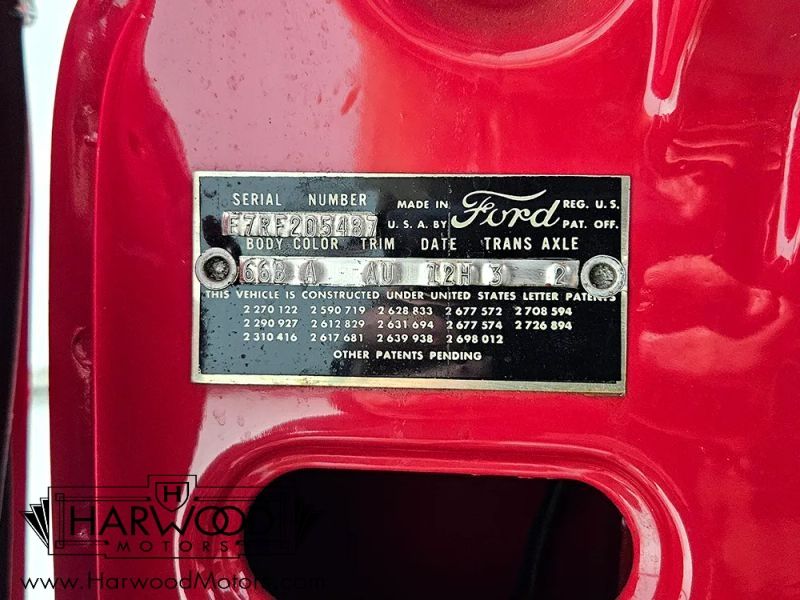 SERIAL NUMBER MADE IN Ford REG. U.S.
E7RF205487 U.S.A. BY PAT. OFF.
BODY COLOR TRIM DATE TRANS AXLE
66B A AU 12H 3 2
THIS VEHICLE IS CONSTRUCTED UNDER UNITED STATES LETTER PATENTS
2 270 122 2 590 719 2 628 833 2 677 572 2 708 594
2 290 927 2 612 829 2 631 694 2 677 574 2 726 894
2 310 416 2 617 681 2 639 938 2 698 012
OTHER PATENTS PENDING
H
HARWOOD
MOTORS
www.HarwoodMotors.com